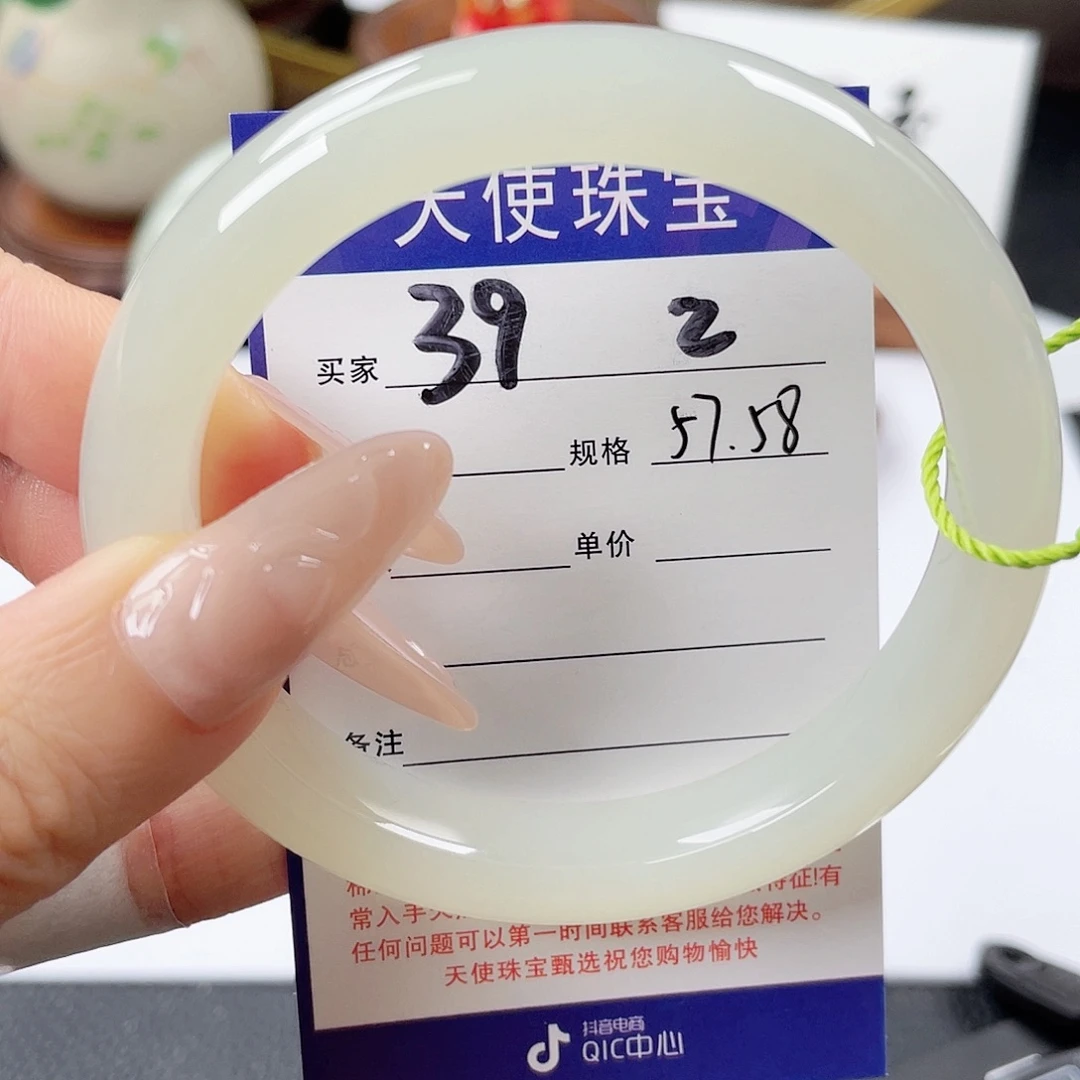 天使珠宝
39 2
买家
规格 57.58
单价
备注
特征!有
常入手
任何问题可以第一时间联系客服给您解决。
天使珠宝甄选祝您购物愉快
抖音电商
QIC中心